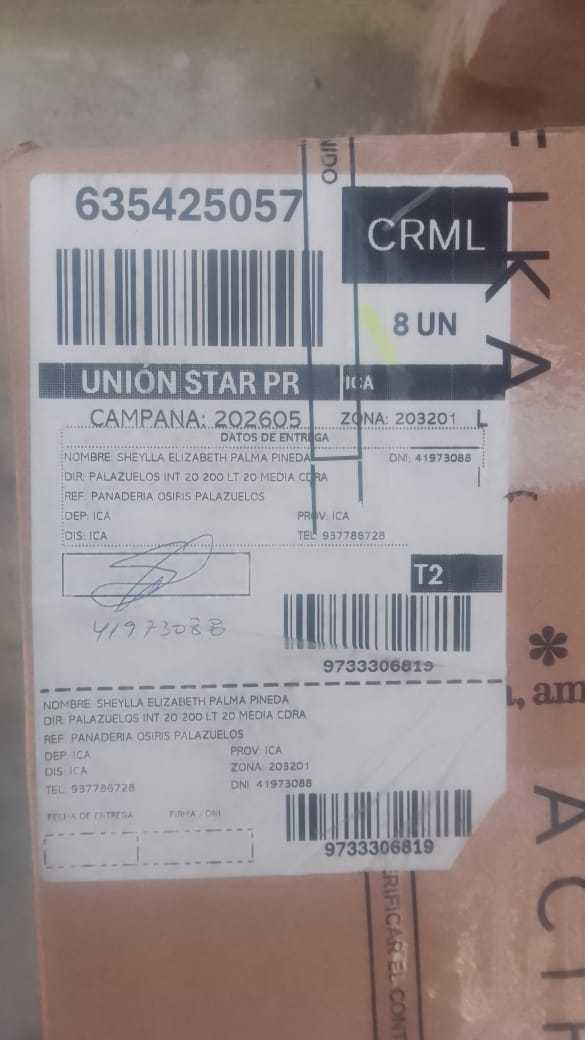 635425057
CRML
8 UN
UNIÓN STAR PR
ICA
CAMPANA: 202605 ZONA: 203201 L
DATOS DE ENTREGA
NOMBRE: SHEYLLA ELIZABETH PALMA PINEDA DNI: 41973088
DIR: PALAZUELOS INT 20 200 LT 20 MEDIA CDRA
REF: PANADERIA OSIRIS PALAZUELOS
DEP: ICA PROV: ICA
DIS: ICA TEL: 937786728
T2
41973088
9733306819
NOMBRE: SHEYLLA ELIZABETH PALMA PINEDA
DIR: PALAZUELOS INT 20 200 LT 20 MEDIA CDRA
REF: PANADERIA OSIRIS PALAZUELOS
DEP: ICA PROV: ICA
DIS: ICA ZONA: 203201
TEL: 937786728 DNI: 41973088
FECHA DE ENTREGA FIRMA / DNI
9733306819